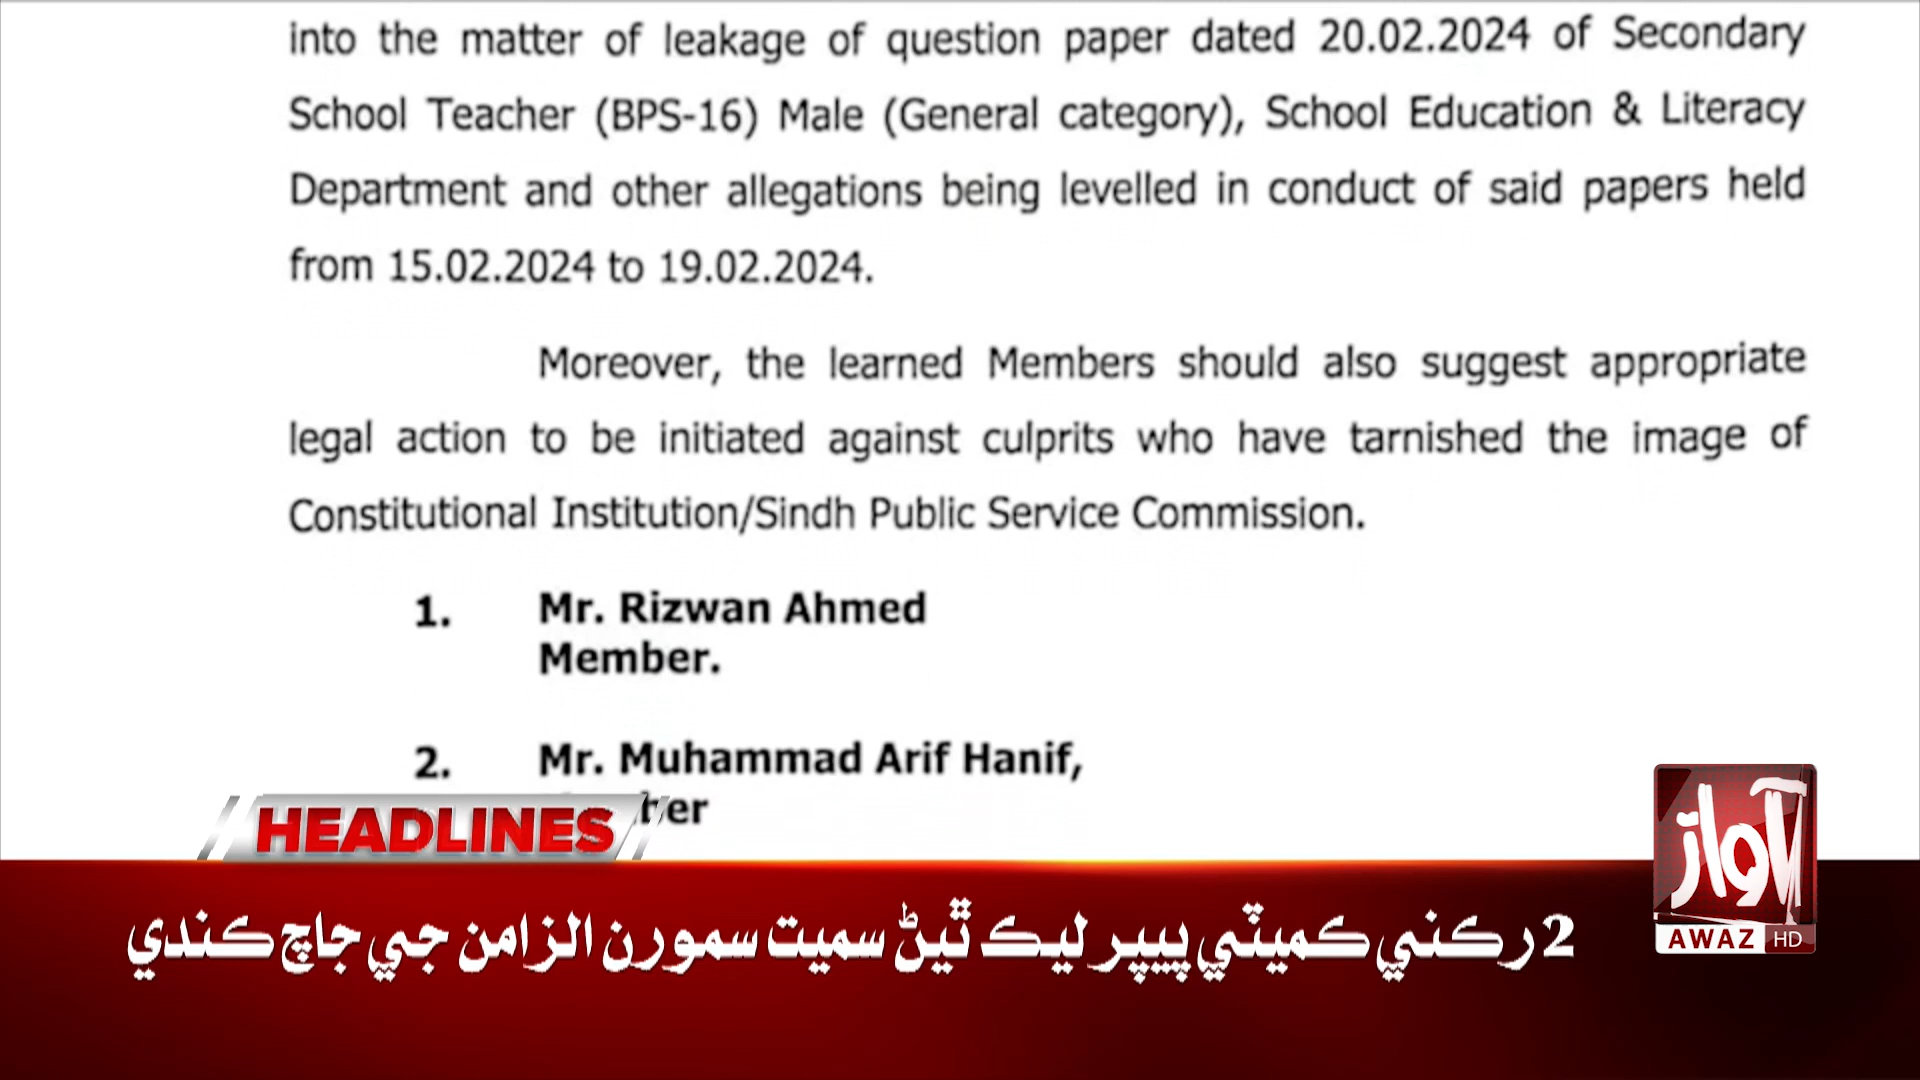 into the matter of leakage of question paper dated 20.02.2024 of Secondary
School Teacher (BPS-16) Male (General category), School Education & Literacy
Department and other allegations being levelled in conduct of said papers held
from 15.02.2024 to 19.02.2024.
Moreover, the learned Members should also suggest appropriate
legal action to be initiated against culprits who have tarnished the image of
Constitutional Institution/Sindh Public Service Commission.
1. Mr. Rizwan Ahmed
Member.
2. Mr. Muhammad Arif Hanif,
HEADLINES
آواز
AWAZ HD
2 رڪني ڪميٽي پيپر ليڪ ٿيڻ سميت سمورن الزامن جي جاچ ڪندي